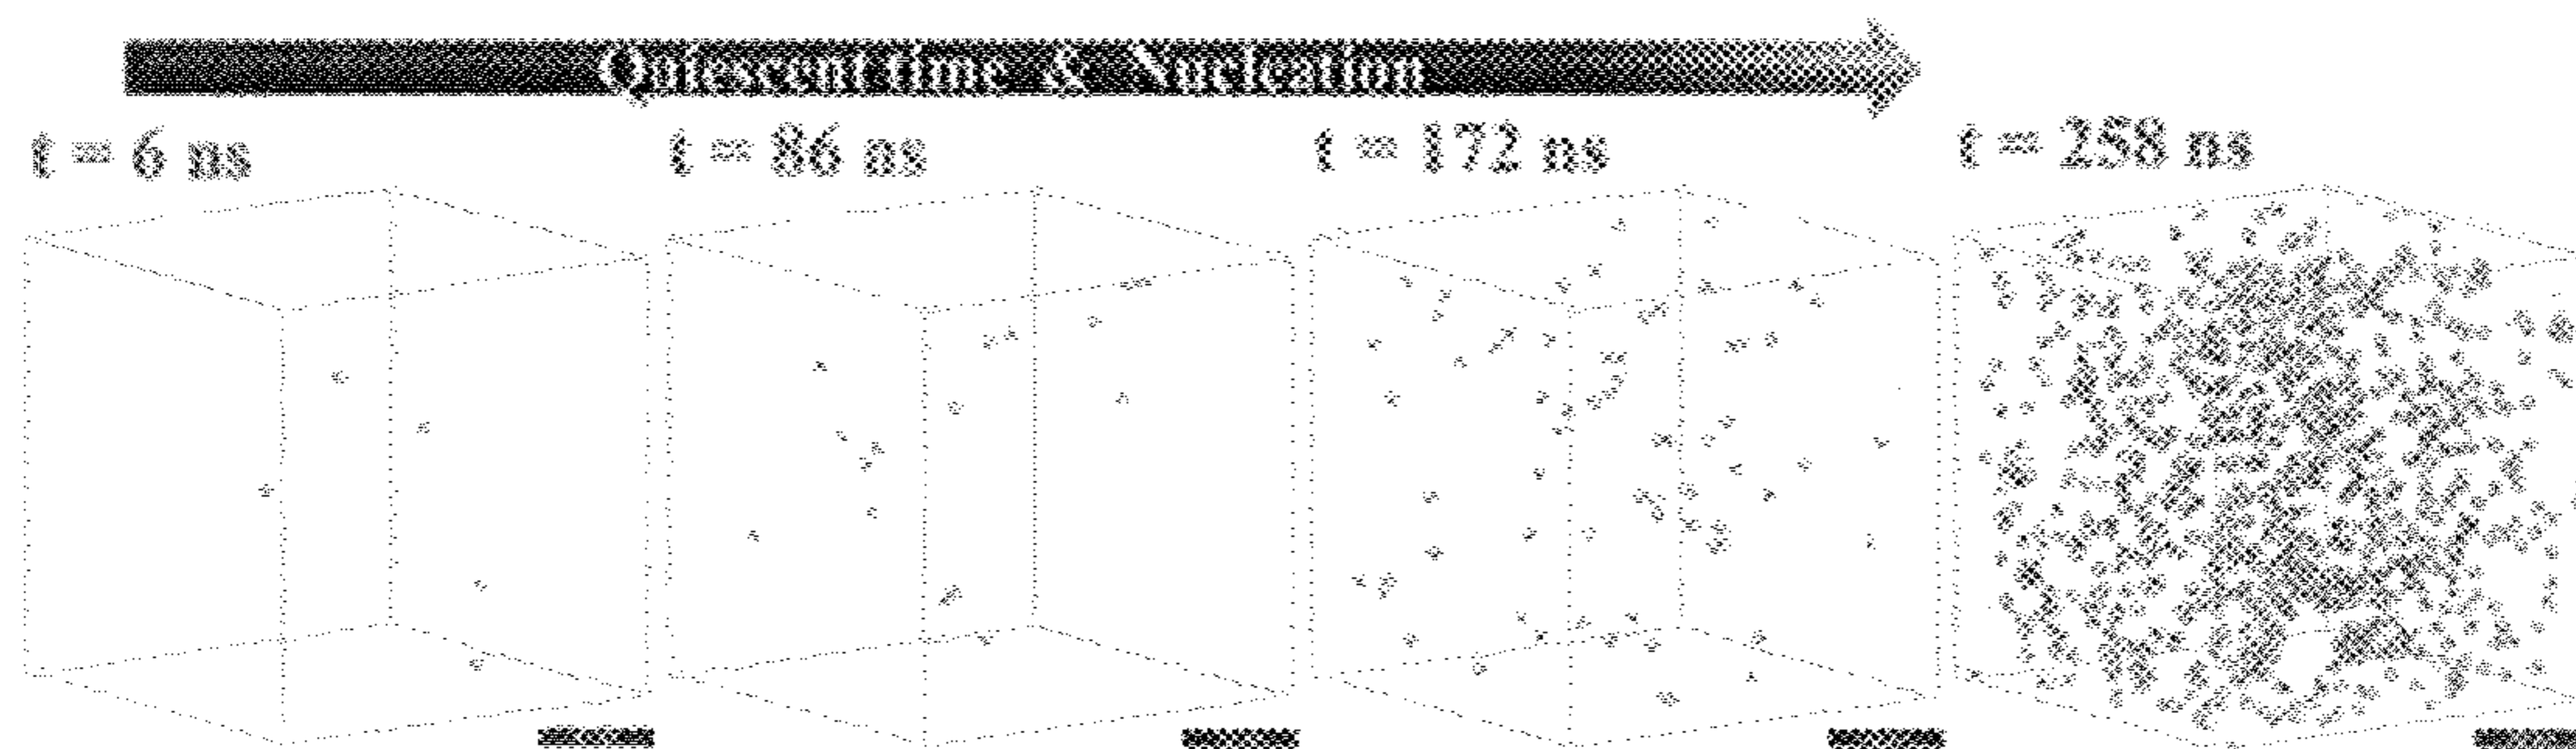 Quiescent time & Nucleation
t = 6 ns
t = 86 ns
t = 172 ns
t = 258 ns